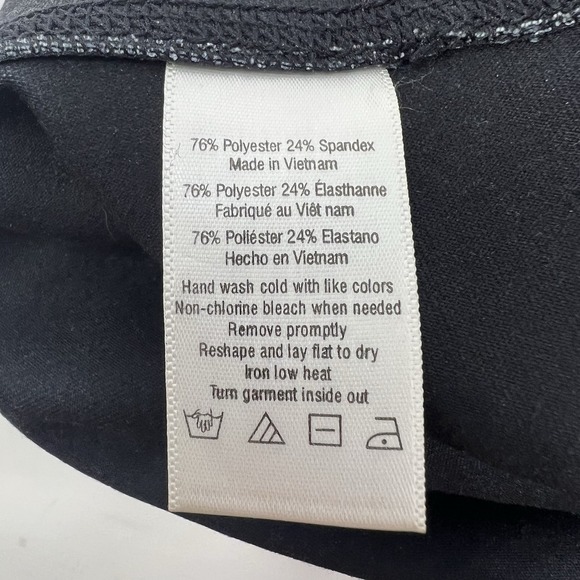 76% Polyester 24% Spandex
Made in Vietnam
76% Polyester 24% Élasthanne
Fabriqué au Viêt nam
76% Poliéster 24% Elastano
Hecho en Vietnam
Hand wash cold with like colors
Non-chlorine bleach when needed
Remove promptly
Reshape and lay flat to dry
Iron low heat
Turn garment inside out